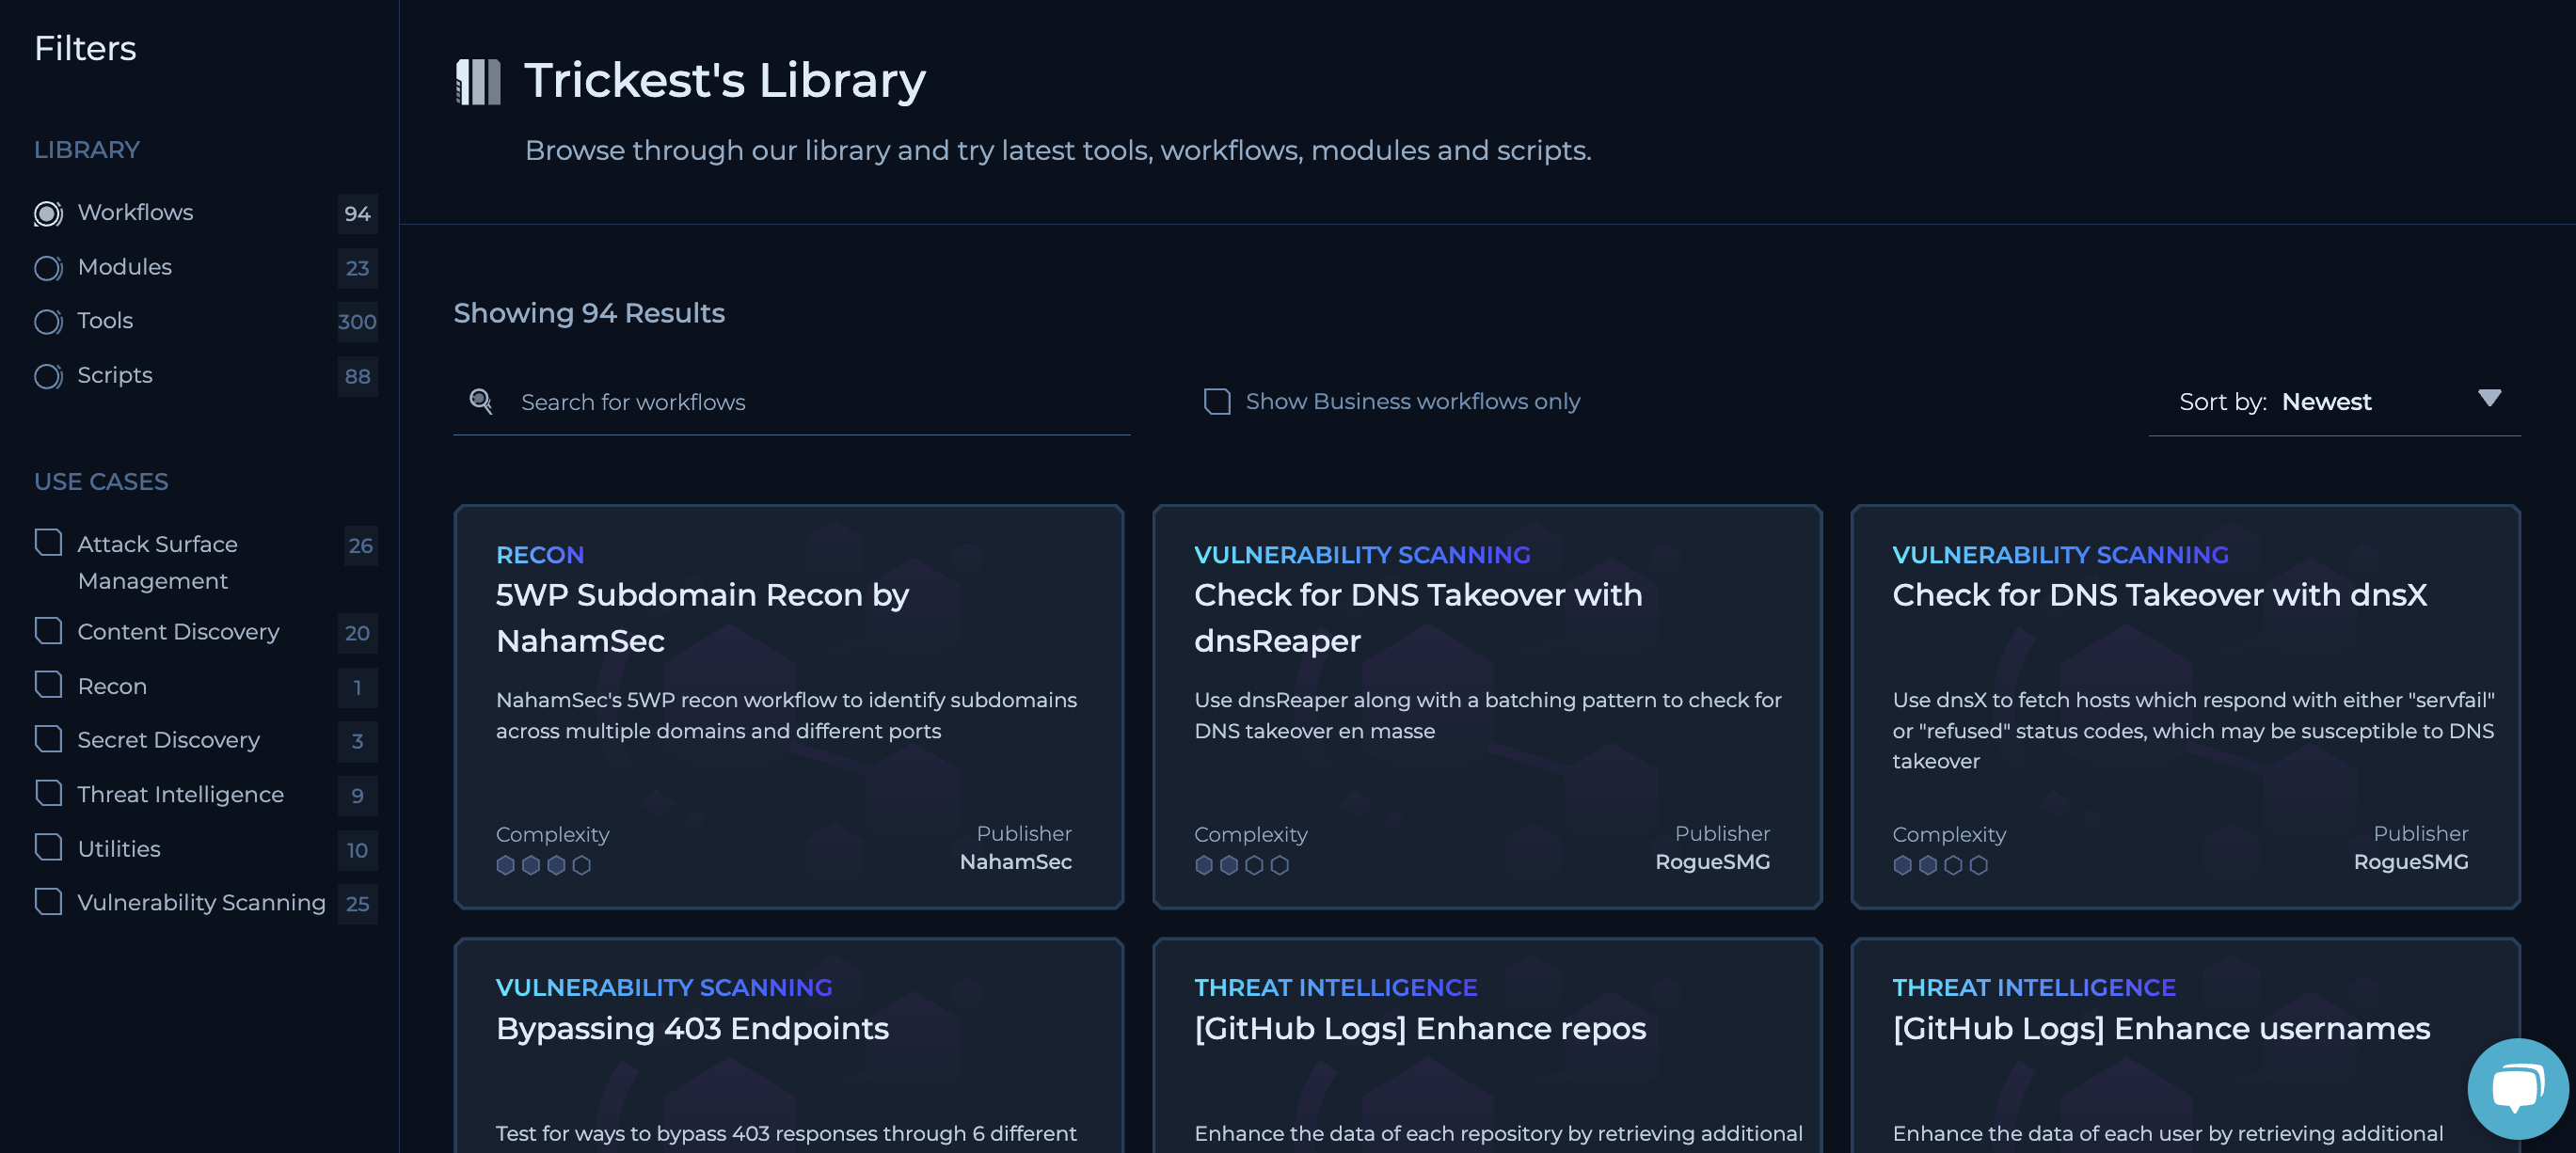 Filters
LIBRARY
Workflows 94
Modules 23
Tools 300
Scripts 88
USE CASES
Attack Surface 26
Management
Content Discovery 20
Recon 1
Secret Discovery 3
Threat Intelligence 9
Utilities 10
Vulnerability Scanning 25
Trickest's Library
Browse through our library and try latest tools, workflows, modules and scripts.
Showing 94 Results
Search for workflows
Show Business workflows only
Sort by: Newest
RECON
5WP Subdomain Recon by
NahamSec
NahamSec's 5WP recon workflow to identify subdomains
across multiple domains and different ports
Complexity
Publisher
NahamSec
VULNERABILITY SCANNING
Check for DNS Takeover with
dnsReaper
Use dnsReaper along with a batching pattern to check for
DNS takeover en masse
Complexity
Publisher
RogueSMG
VULNERABILITY SCANNING
Check for DNS Takeover with dnsX
Use dnsX to fetch hosts which respond with either "servfail"
or "refused" status codes, which may be susceptible to DNS
takeover
Complexity
Publisher
RogueSMG
VULNERABILITY SCANNING
Bypassing 403 Endpoints
Test for ways to bypass 403 responses through 6 different
THREAT INTELLIGENCE
[GitHub Logs] Enhance repos
Enhance the data of each repository by retrieving additional
THREAT INTELLIGENCE
[GitHub Logs] Enhance usernames
Enhance the data of each user by retrieving additional